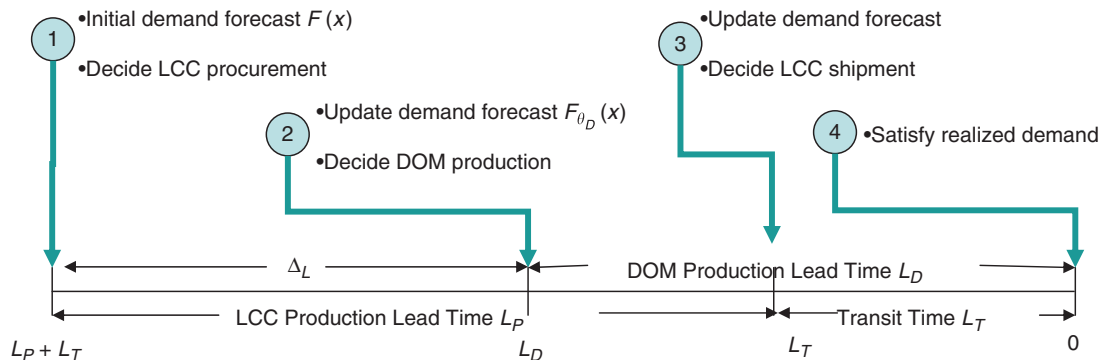 1
•Initial demand forecast F(x)
•Decide LCC procurement
2
•Update demand forecast F_{θ_D}(x)
•Decide DOM production
3
•Update demand forecast
•Decide LCC shipment
4
•Satisfy realized demand
Δ_L
DOM Production Lead Time L_D
LCC Production Lead Time L_P
Transit Time L_T
L_P + L_T
L_D
L_T
0